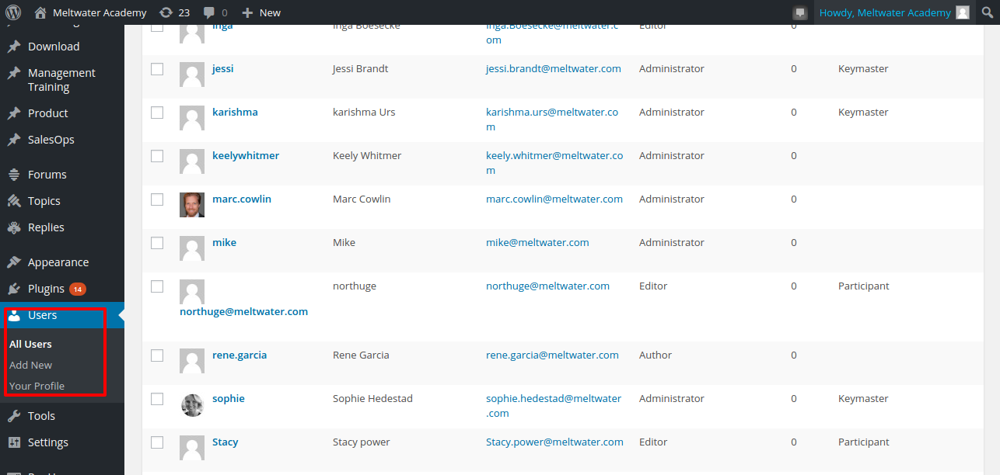 Meltwater Academy 23 0 New Howdy, Meltwater Academy
Download
Management
Training
Product
SalesOps
Forums
Topics
Replies
Appearance
Plugins 14
Users
All Users
Add New
Your Profile
Tools
Settings
inga Inga Boesecke Inga.Boesecke@meltwater.c Editor 0
om
jessi Jessi Brandt jessi.brandt@meltwater.com Administrator 0 Keymaster
karishma karishma Urs karishma.urs@meltwater.co Administrator 0 Keymaster
m
keelywhitmer Keely Whitmer keely.whitmer@meltwater.co Administrator 0
m
marc.cowlin Marc Cowlin marc.cowlin@meltwater.com Administrator 0
mike Mike mike@meltwater.com Administrator 0
northuge northuge@meltwater.com Editor 0 Participant
northuge@meltwater.com
rene.garcia Rene Garcia rene.garcia@meltwater.com Author 0
sophie Sophie Hedestad sophie.hedestad@meltwater Administrator 0 Keymaster
.com
Stacy Stacy power Stacy.power@meltwater.com Editor 0 Participant